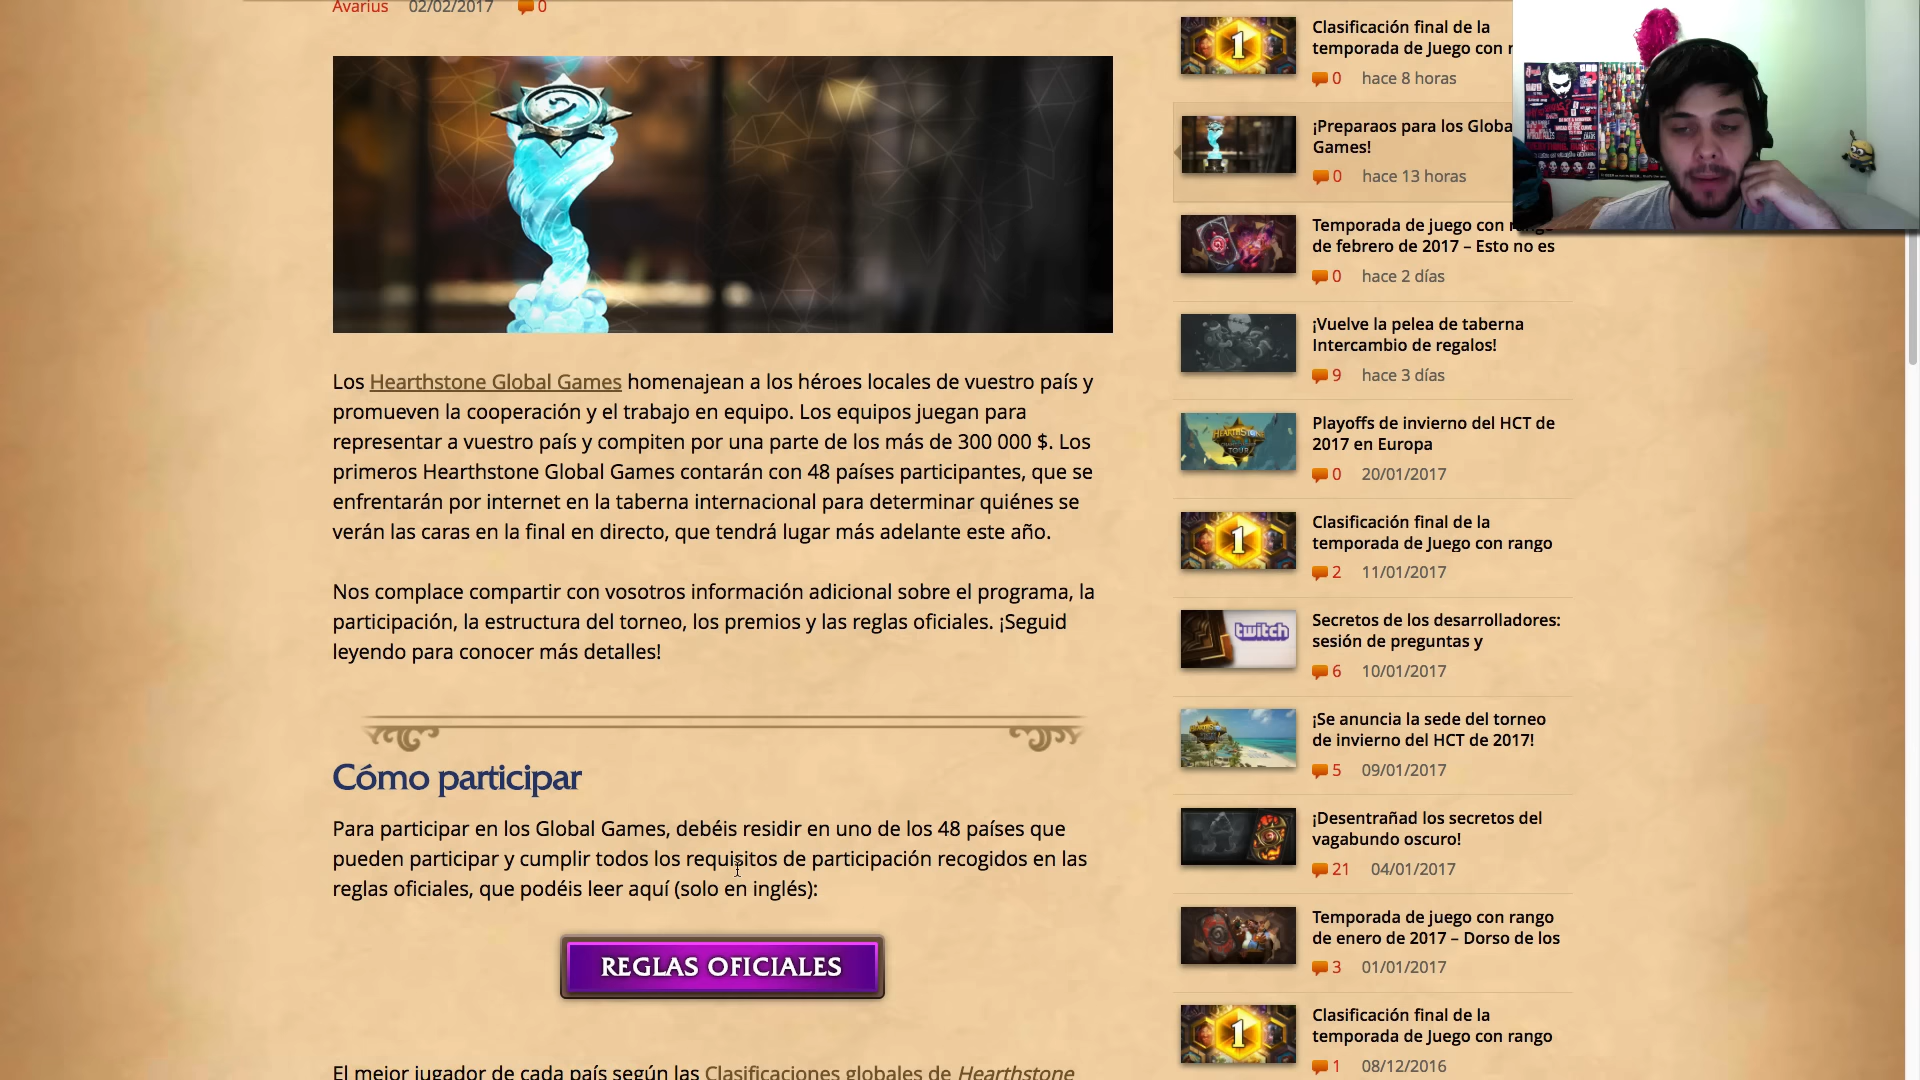 Avarius 02/02/2017 0
Los Hearthstone Global Games homenajean a los héroes locales de vuestro país y
promueven la cooperación y el trabajo en equipo. Los equipos juegan para
representar a vuestro país y compiten por una parte de los más de 300 000 $. Los
primeros Hearthstone Global Games contarán con 48 países participantes, que se
enfrentarán por internet en la taberna internacional para determinar quiénes se
verán las caras en la final en directo, que tendrá lugar más adelante este año.
Nos complace compartir con vosotros información adicional sobre el programa, la
participación, la estructura del torneo, los premios y las reglas oficiales. ¡Seguid
leyendo para conocer más detalles!
Cómo participar
Para participar en los Global Games, debéis residir en uno de los 48 países que
pueden participar y cumplir todos los requisitos de participación recogidos en las
reglas oficiales, que podéis leer aquí (solo en inglés):
REGLAS OFICIALES
El mejor jugador de cada país según las Clasificaciones globales de Hearthstone
1
Clasificación final de la
temporada de Juego con
0 hace 8 horas
¡Preparaos para los Globa
Games!
0 hace 13 horas
Temporada de juego con rango
de febrero de 2017 – Esto no es
0 hace 2 días
¡Vuelve la pelea de taberna
Intercambio de regalos!
9 hace 3 días
HEARTHSTONE
TOUR
Playoffs de invierno del HCT de
2017 en Europa
0 20/01/2017
1
Clasificación final de la
temporada de Juego con rango
2 11/01/2017
twitch
Secretos de los desarrolladores:
sesión de preguntas y
6 10/01/2017
¡Se anuncia la sede del torneo
de invierno del HCT de 2017!
5 09/01/2017
¡Desentrañad los secretos del
vagabundo oscuro!
21 04/01/2017
Temporada de juego con rango
de enero de 2017 – Dorso de los
3 01/01/2017
1
Clasificación final de la
temporada de Juego con rango
1 08/12/2016